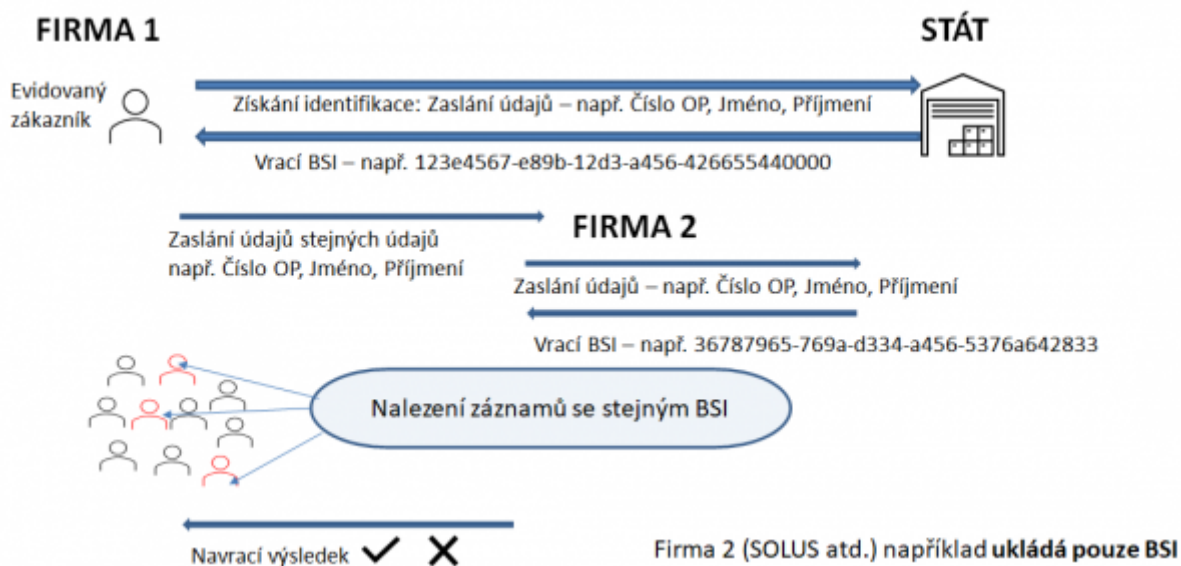 FIRMA 1
STÁT
Evidovaný
zákazník
Získání identifikace: Zaslání údajů – např. Číslo OP, Jméno, Příjmení
Vrací BSI – např. 123e4567-e89b-12d3-a456-426655440000
FIRMA 2
Zaslání údajů stejných údajů
např. Číslo OP, Jméno, Příjmení
Zaslání údajů – např. Číslo OP, Jméno, Příjmení
Vrací BSI – např. 36787965-769a-d334-a456-5376a642833
Nalezení záznamů se stejným BSI
Navrací výsledek
Firma 2 (SOLUS atd.) například ukládá pouze BSI